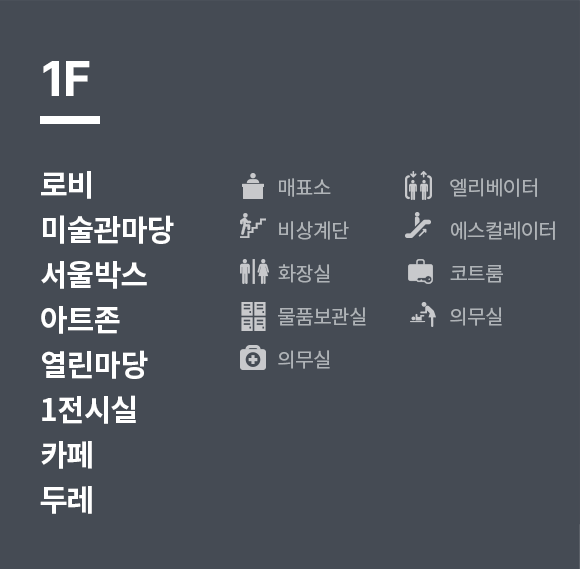 1F
로비
미술관마당
서울박스
아트존
열린마당
1전시실
카페
두레
매표소
비상계단
화장실
물품보관실
의무실
엘리베이터
에스컬레이터
코트룸
의무실